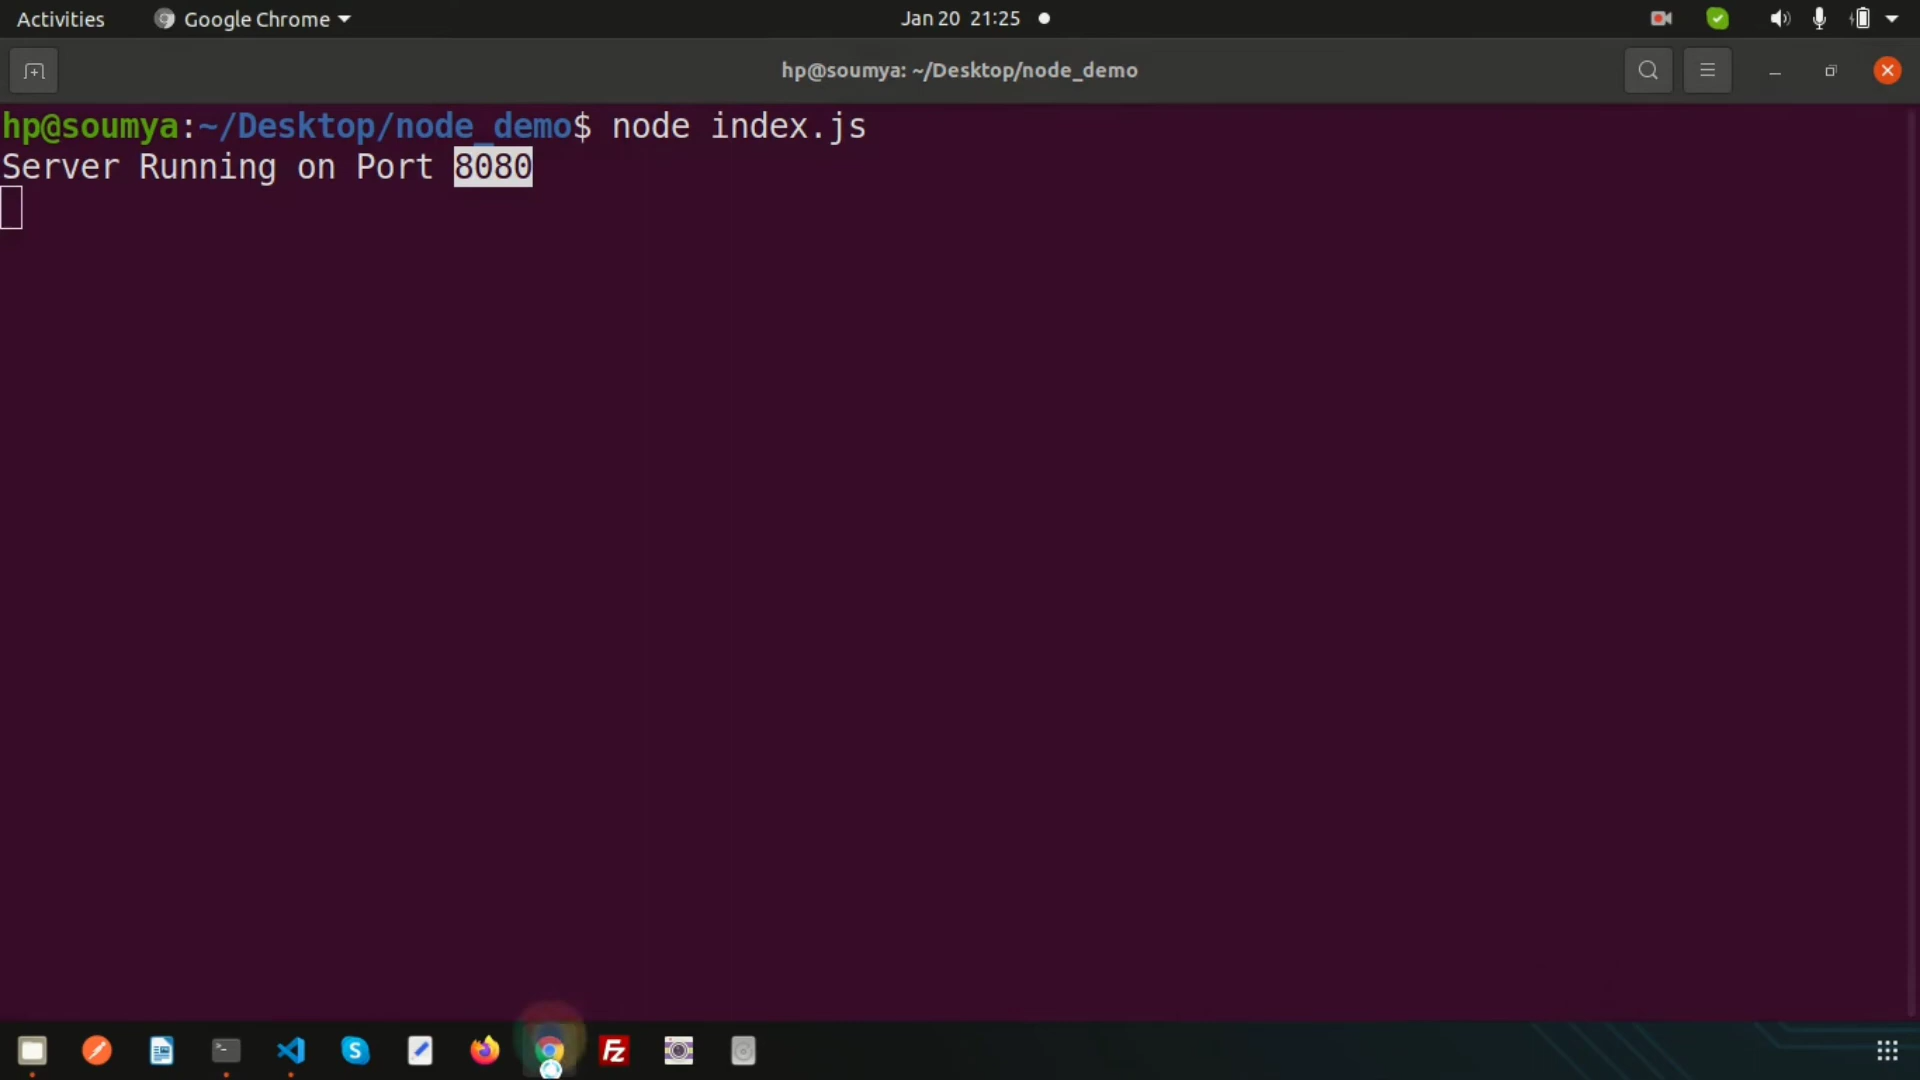 Activities Google Chrome Jan 20 21:25
hp@soumya: ~/Desktop/node_demo
hp@soumya:~/Desktop/node_demo$ node index.js
Server Running on Port 8080